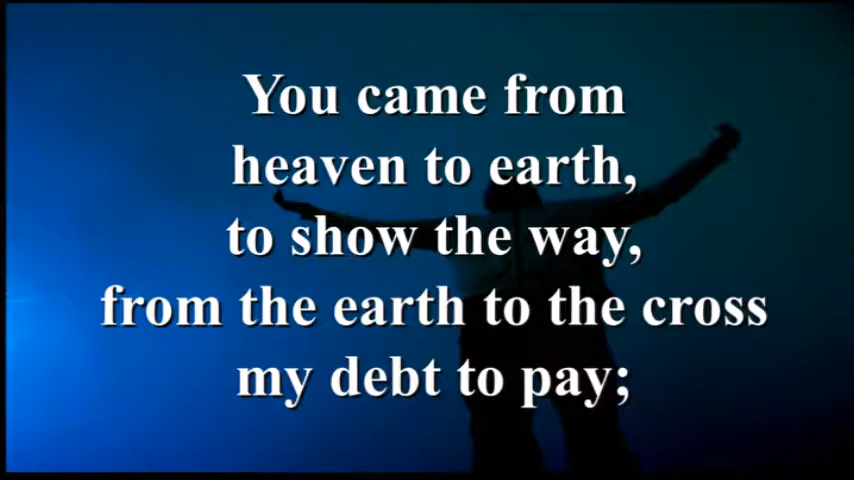 You came from
heaven to earth,
to show the way,
from the earth to the cross
my debt to pay;